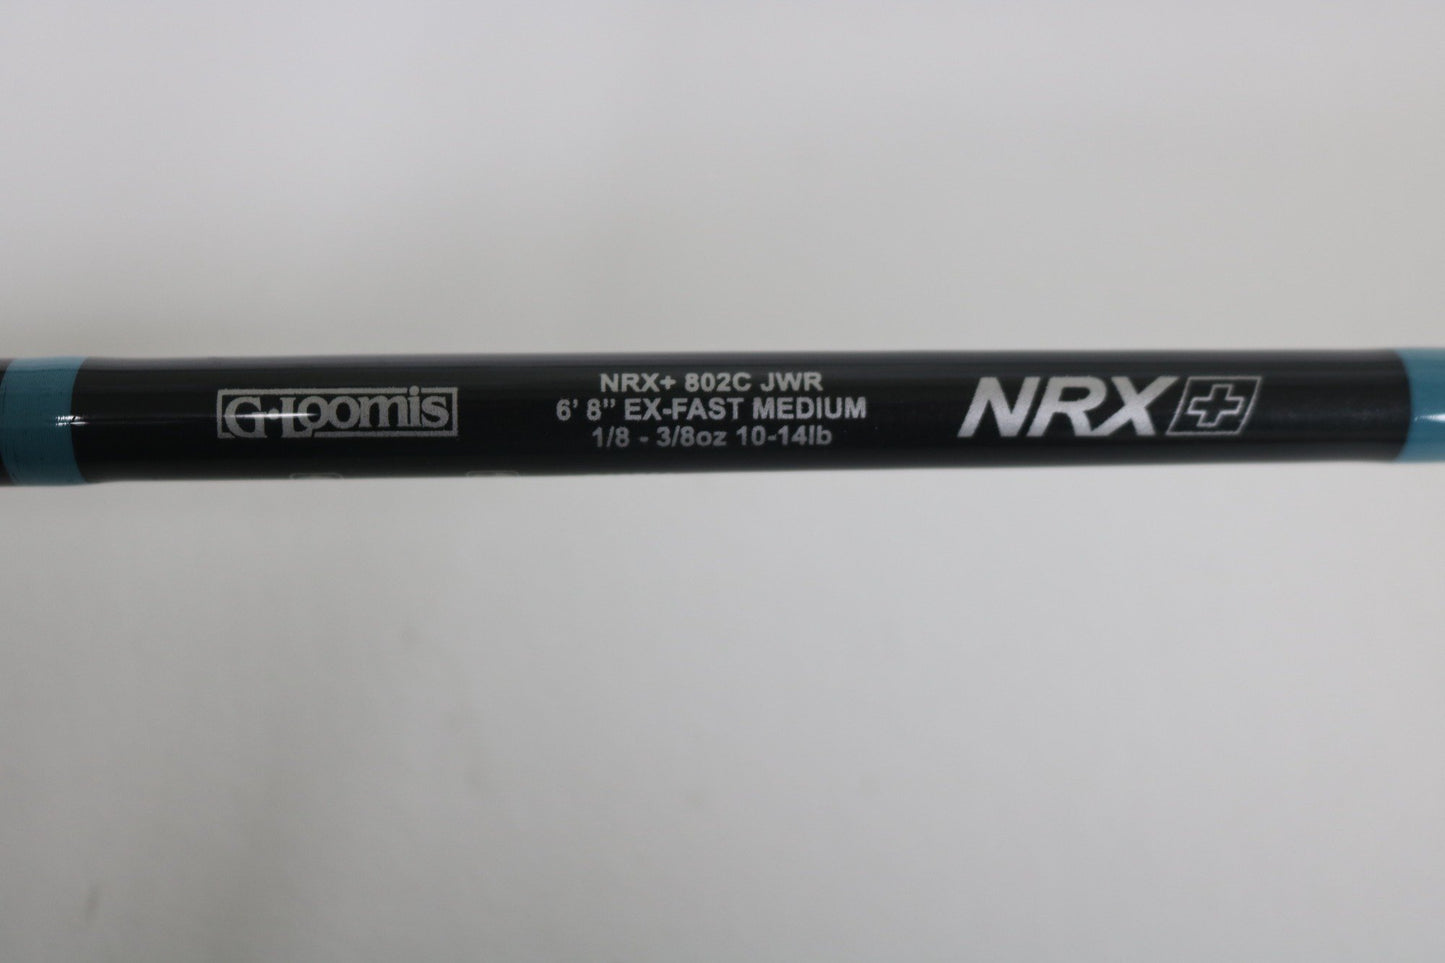 G·Loomis
NRX+ 802C JWR
6’ 8” EX-FAST MEDIUM
1/8 - 3/8oz 10-14lb
NRX+